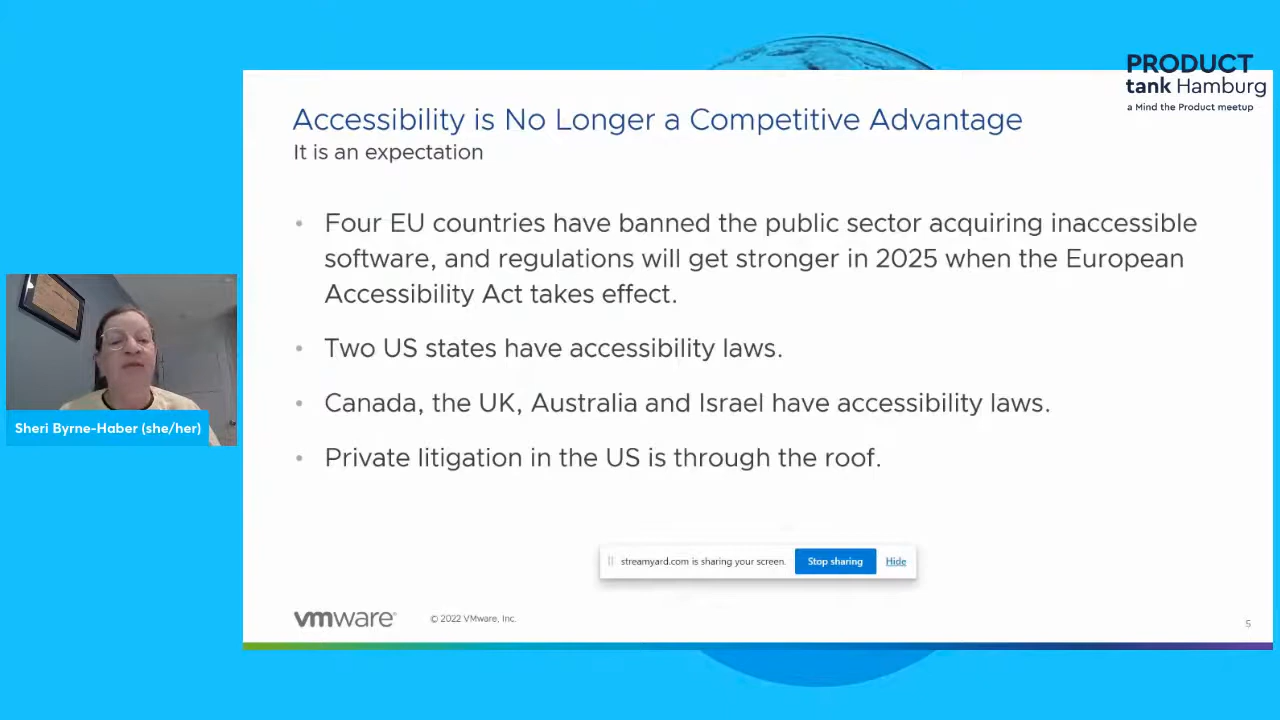 PRODUCT
tank Hamburg
a Mind the Product meetup
Accessibility is No Longer a Competitive Advantage
It is an expectation
• Four EU countries have banned the public sector acquiring inaccessible
software, and regulations will get stronger in 2025 when the European
Accessibility Act takes effect.
• Two US states have accessibility laws.
• Canada, the UK, Australia and Israel have accessibility laws.
• Private litigation in the US is through the roof.
Sheri Byrne-Haber (she/her)
streamyard.com is sharing your screen. Stop sharing Hide
vmware® © 2022 VMware, Inc. 5